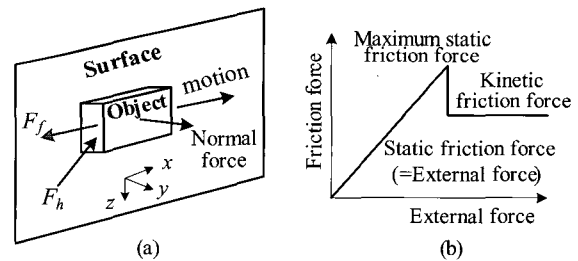 Surface
Object
motion
F_f
Normal
force
F_h
x
y
z
(a)
Maximum static
friction force
Kinetic
friction force
Static friction force
(=External force)
Friction force
External force
(b)